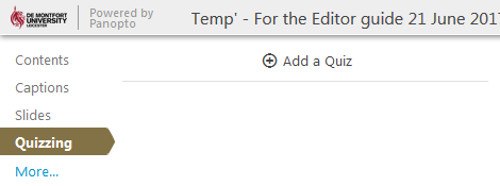 DE MONTFORT
UNIVERSITY
LEICESTER
Powered by
Panopto
Temp' - For the Editor guide 21 June 2017
Contents
Captions
Slides
Quizzing
More...
Add a Quiz